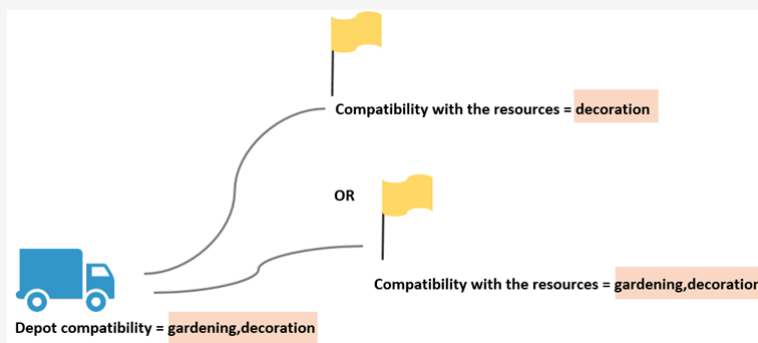 Compatibility with the resources = decoration
OR
Compatibility with the resources = gardening,decoration
Depot compatibility = gardening,decoration